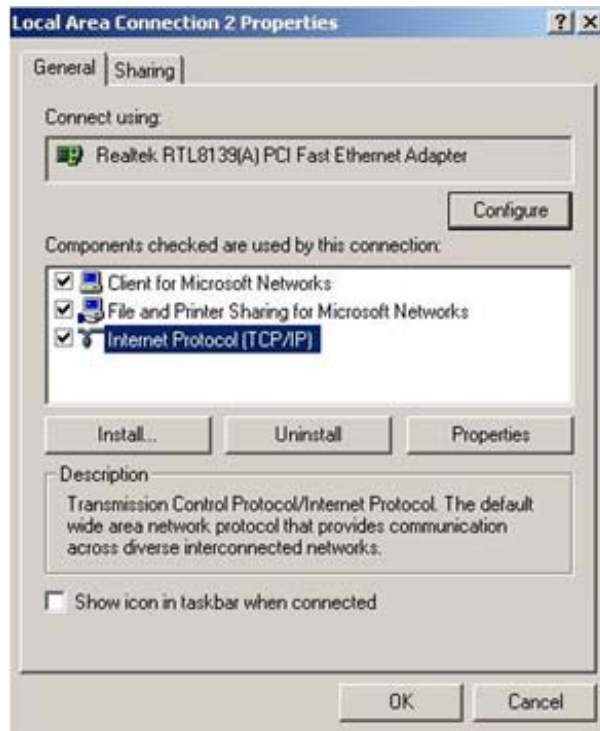 Local Area Connection 2 Properties
General
Sharing
Connect using:
Realtek RTL8139(A) PCI Fast Ethernet Adapter
Configure
Components checked are used by this connection:
Client for Microsoft Networks
File and Printer Sharing for Microsoft Networks
Internet Protocol (TCP/IP)
Install...
Uninstall
Properties
Description
Transmission Control Protocol/Internet Protocol. The default
wide area network protocol that provides communication
across diverse interconnected networks.
Show icon in taskbar when connected
OK
Cancel